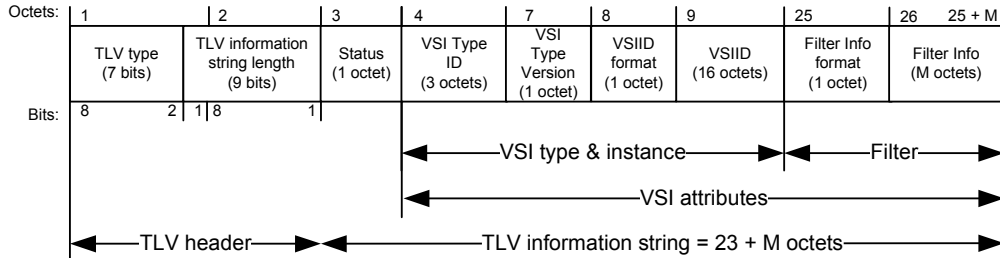 Octets: 1 2 3 4 7 8 9 25 26 25 + M
TLV type
(7 bits)
TLV information
string length
(9 bits)
Status
(1 octet)
VSI Type
ID
(3 octets)
VSI
Type
Version
(1 octet)
VSIID
format
(1 octet)
VSIID
(16 octets)
Filter Info
format
(1 octet)
Filter Info
(M octets)
Bits: 8 2 1 8 1
VSI type & instance
Filter
VSI attributes
TLV header
TLV information string = 23 + M octets